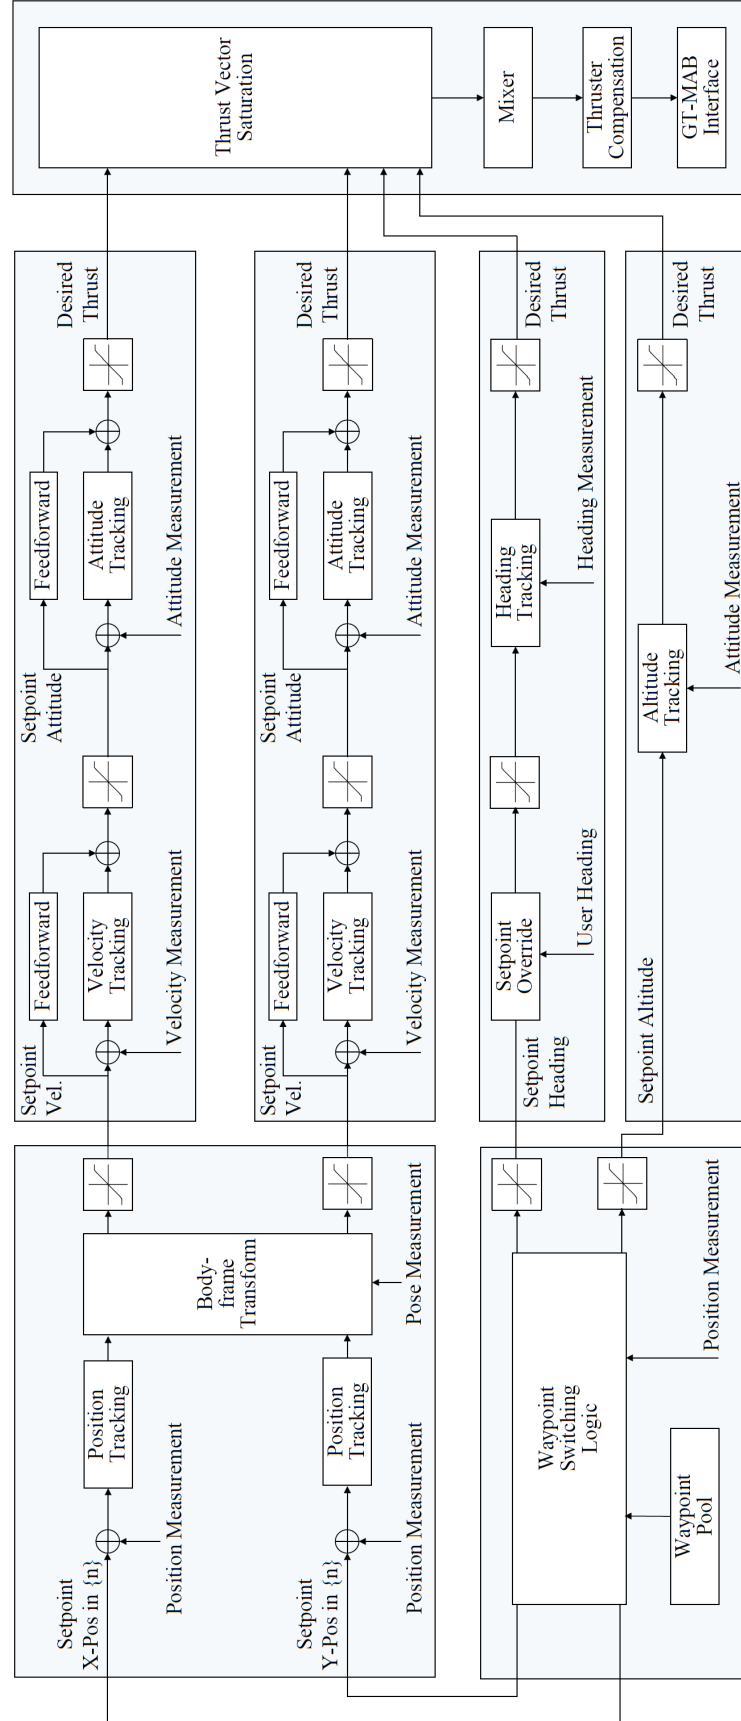 Setpoint
X-Pos in {n}
Position Measurement
Position
Tracking
Setpoint
Y-Pos in {n}
Position Measurement
Position
Tracking
Body-
frame
Transform
Pose Measurement
Setpoint
Vel.
Feedforward
Velocity
Tracking
Velocity Measurement
Setpoint
Attitude
Feedforward
Attitude
Tracking
Attitude Measurement
Desired
Thrust
Setpoint
Vel.
Feedforward
Velocity
Tracking
Velocity Measurement
Setpoint
Attitude
Feedforward
Attitude
Tracking
Attitude Measurement
Desired
Thrust
Waypoint
Switching
Logic
Waypoint
Pool
Position Measurement
Setpoint
Heading
Setpoint
Override
User Heading
Heading
Tracking
Heading Measurement
Desired
Thrust
Setpoint Altitude
Altitude
Tracking
Attitude Measurement
Desired
Thrust
Thrust Vector
Saturation
Mixer
Thruster
Compensation
GT-MAB
Interface